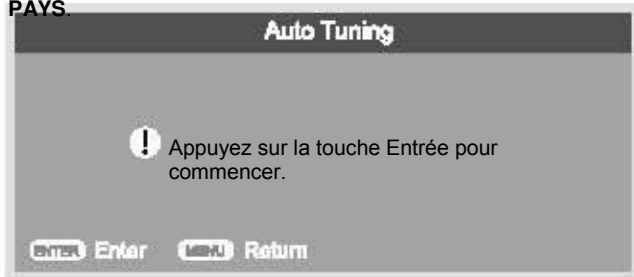 PAYS.
Auto Tuning
Appuyez sur la touche Entrée pour
commencer.
ENTER Enter MENU Return